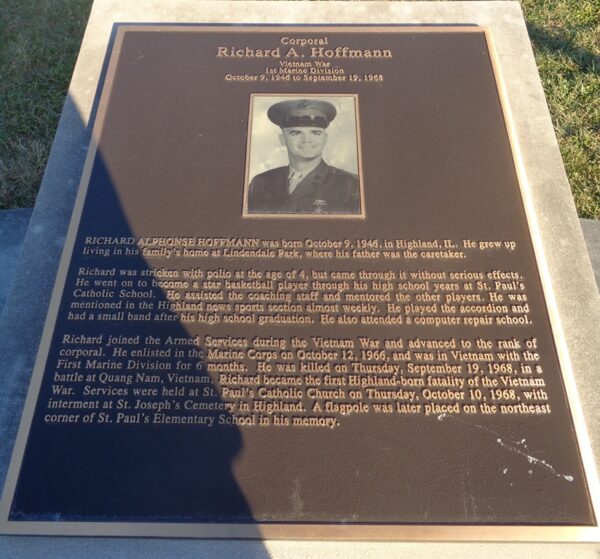 Corporal
Richard A. Hoffmann
Vietnam War
1st Marine Division
October 9, 1946 to September 19, 1968
RICHARD ALPHONSE HOFFMANN was born October 9, 1946, in Highland, IL. He grew up
living in his family's home at Lindendale Park, where his father was the caretaker.
Richard was stricken with polio at the age of 4, but came through it without serious effects.
He went on to become a star basketball player through his high school years at St. Paul's
Catholic School. He assisted the coaching staff and mentored the other players. He was
mentioned in the Highland news sports section almost weekly. He played the accordion and
had a small band after his high school graduation. He also attended a computer repair school.
Richard joined the Armed Services during the Vietnam War and advanced to the rank of
corporal. He enlisted in the Marine Corps on October 12, 1966, and was in Vietnam with the
First Marine Division for 6 months. He was killed on Thursday, September 19, 1968, in a
battle at Quang Nam, Vietnam. Richard became the first Highland-born fatality of the Vietnam
War. Services were held at St. Paul's Catholic Church on Thursday, October 10, 1968, with
interment at St. Joseph's Cemetery in Highland. A flagpole was later placed on the northeast
corner of St. Paul's Elementary School in his memory.